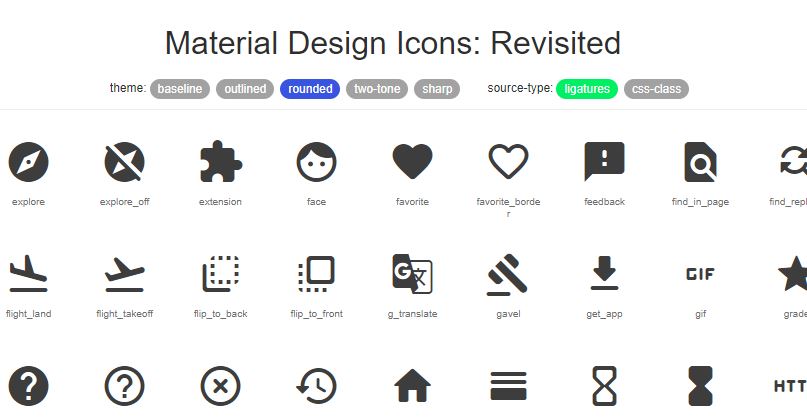 Material Design Icons: Revisited
theme: baseline outlined rounded two-tone sharp source-type: ligatures css-class
explore explore_off extension face favorite favorite_borde feedback find_in_page find_repl
r
flight_land flight_takeoff flip_to_back flip_to_front g_translate gavel get_app gif grade
GIF
HTT